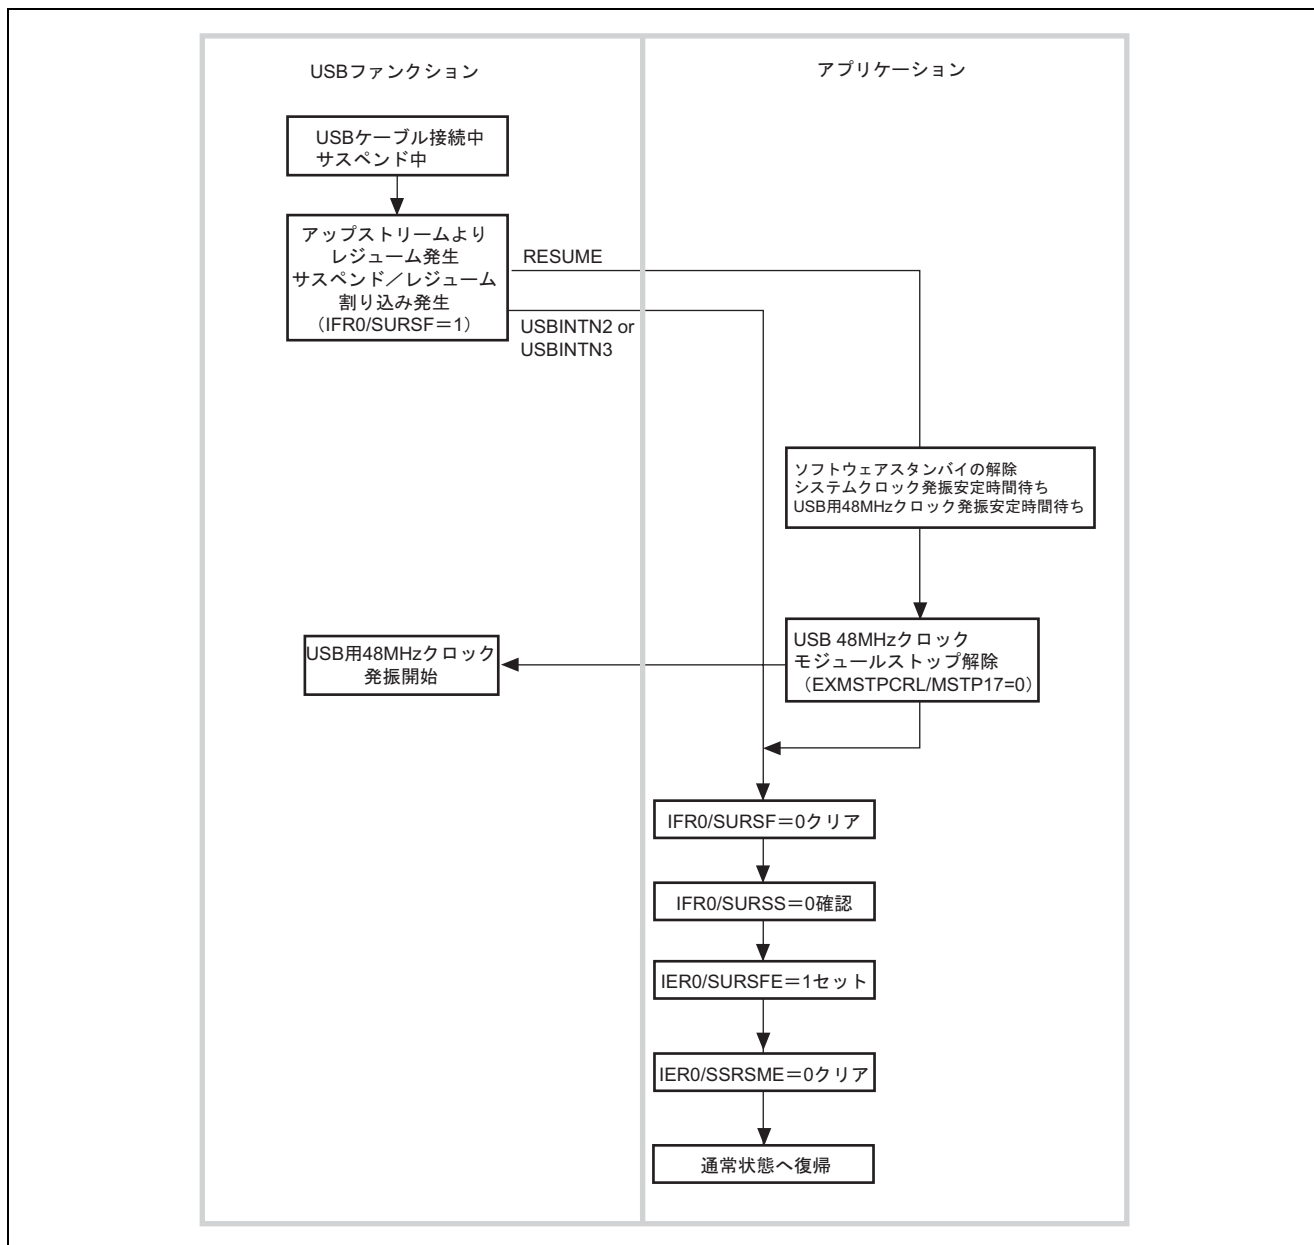 USBファンクション
アプリケーション
USBケーブル接続中
サスペンド中
アップストリームより
レジューム発生
サスペンド／レジューム
割り込み発生
（IFR0/SURSF＝1）
RESUME
USBINTN2 or
USBINTN3
ソフトウェアスタンバイの解除
システムクロック発振安定時間待ち
USB用48MHzクロック発振安定時間待ち
USB 48MHzクロック
モジュールストップ解除
（EXMSTPCRL/MSTP17=0）
USB用48MHzクロック
発振開始
IFR0/SURSF＝0クリア
IFR0/SURSS＝0確認
IER0/SURSFE＝1セット
IER0/SSRSME＝0クリア
通常状態へ復帰